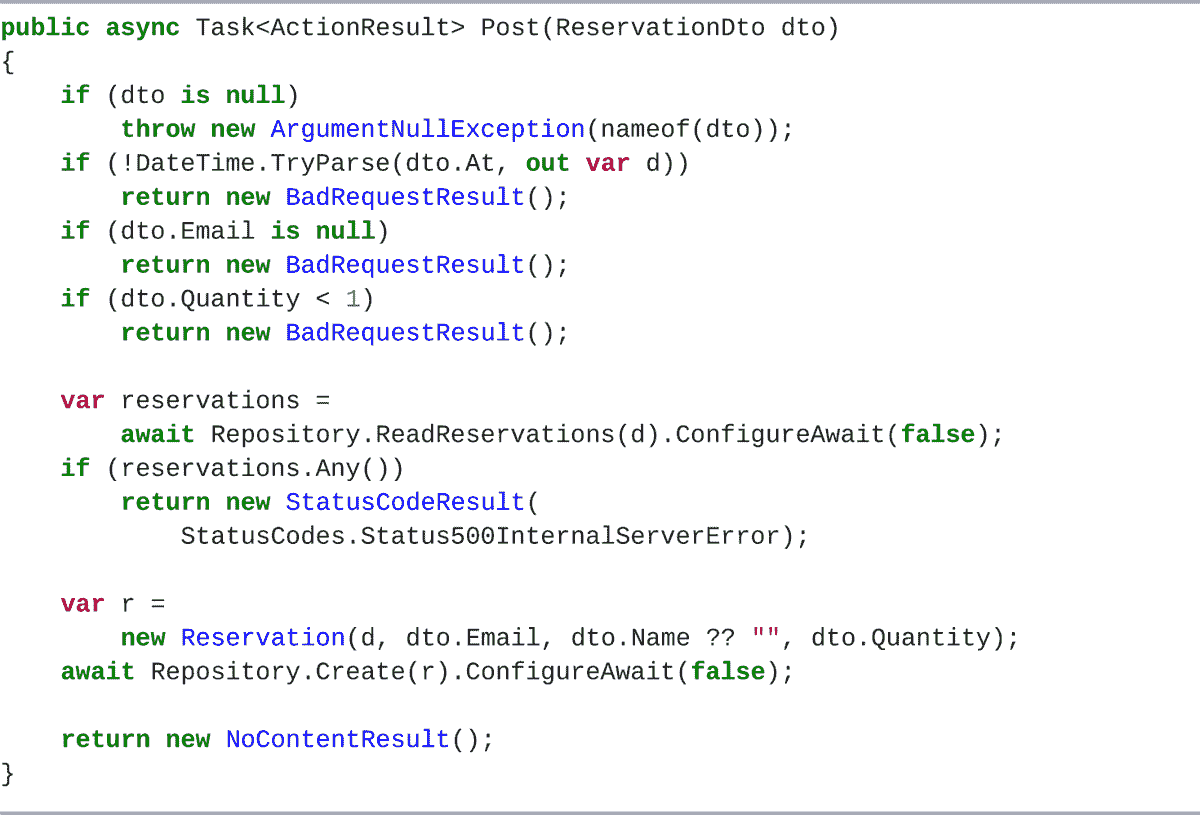 public async Task<ActionResult> Post(ReservationDto dto)
{
    if (dto is null)
        throw new ArgumentNullException(nameof(dto));
    if (!DateTime.TryParse(dto.At, out var d))
        return new BadRequestResult();
    if (dto.Email is null)
        return new BadRequestResult();
    if (dto.Quantity < 1)
        return new BadRequestResult();

    var reservations =
        await Repository.ReadReservations(d).ConfigureAwait(false);
    if (reservations.Any())
        return new StatusCodeResult(
            StatusCodes.Status500InternalServerError);

    var r =
        new Reservation(d, dto.Email, dto.Name ?? "", dto.Quantity);
    await Repository.Create(r).ConfigureAwait(false);

    return new NoContentResult();
}